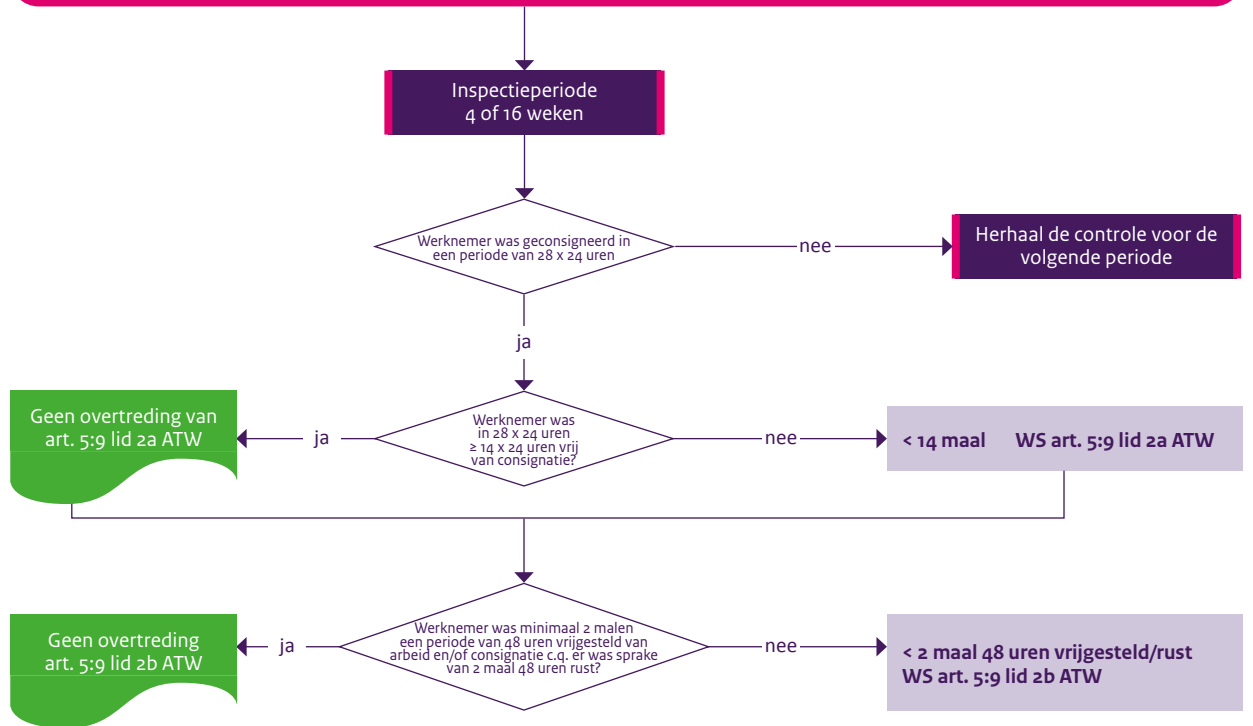 Inspectieperiode
4 of 16 weken
Werknemer was geconsigneerd in
een periode van 28 x 24 uren
nee
Herhaal de controle voor de
volgende periode
ja
Geen overtreding van
art. 5:9 lid 2a ATW
ja
Werknemer was
in 28 x 24 uren
≥ 14 x 24 uren vrij
van consignatie?
nee
< 14 maal WS art. 5:9 lid 2a ATW
Geen overtreding
art. 5:9 lid 2b ATW
ja
Werknemer was minimaal 2 malen
een periode van 48 uren vrijgesteld van
arbeid en/of consignatie c.q. er was sprake
van 2 maal 48 uren rust?
nee
< 2 maal 48 uren vrijgesteld/rust
WS art. 5:9 lid 2b ATW